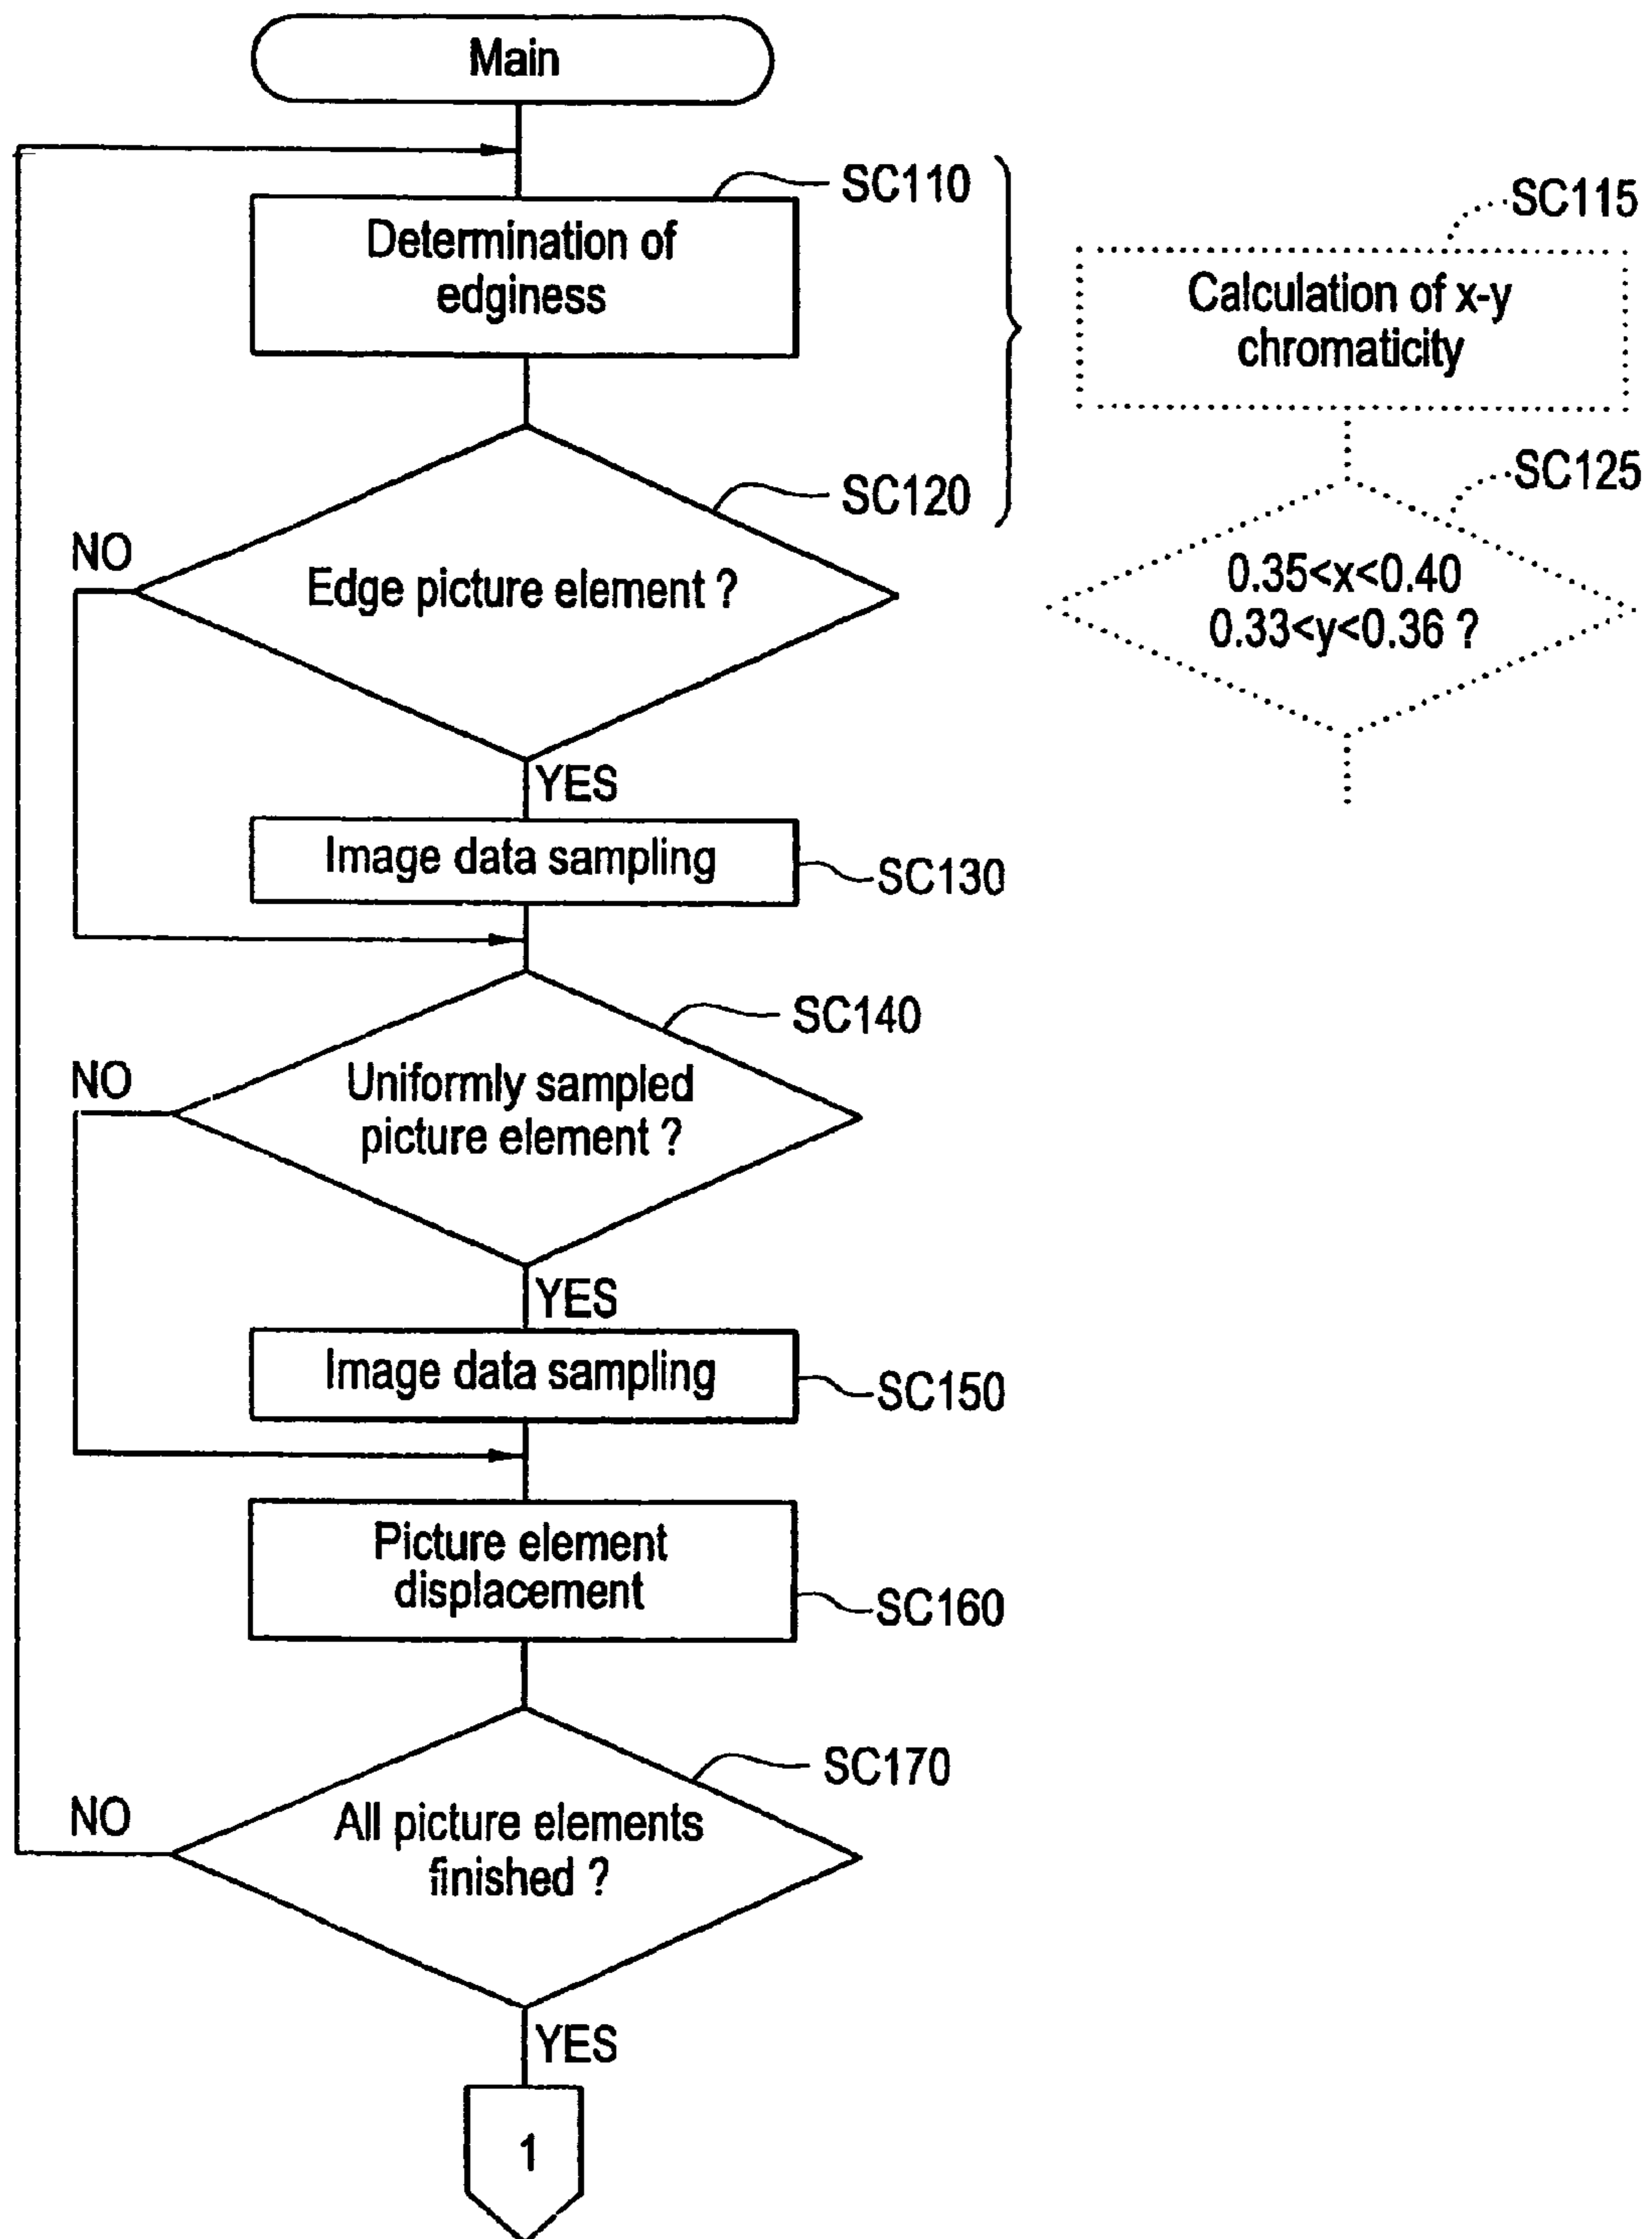 Main
SC110
Determination of
edginess
SC115
Calculation of x-y
chromaticity
SC120
NO
Edge picture element ?
SC125
0.35<x<0.40
0.33<y<0.36 ?
YES
Image data sampling
SC130
SC140
NO
Uniformly sampled
picture element ?
YES
Image data sampling
SC150
Picture element
displacement
SC160
SC170
NO
All picture elements
finished ?
YES
1